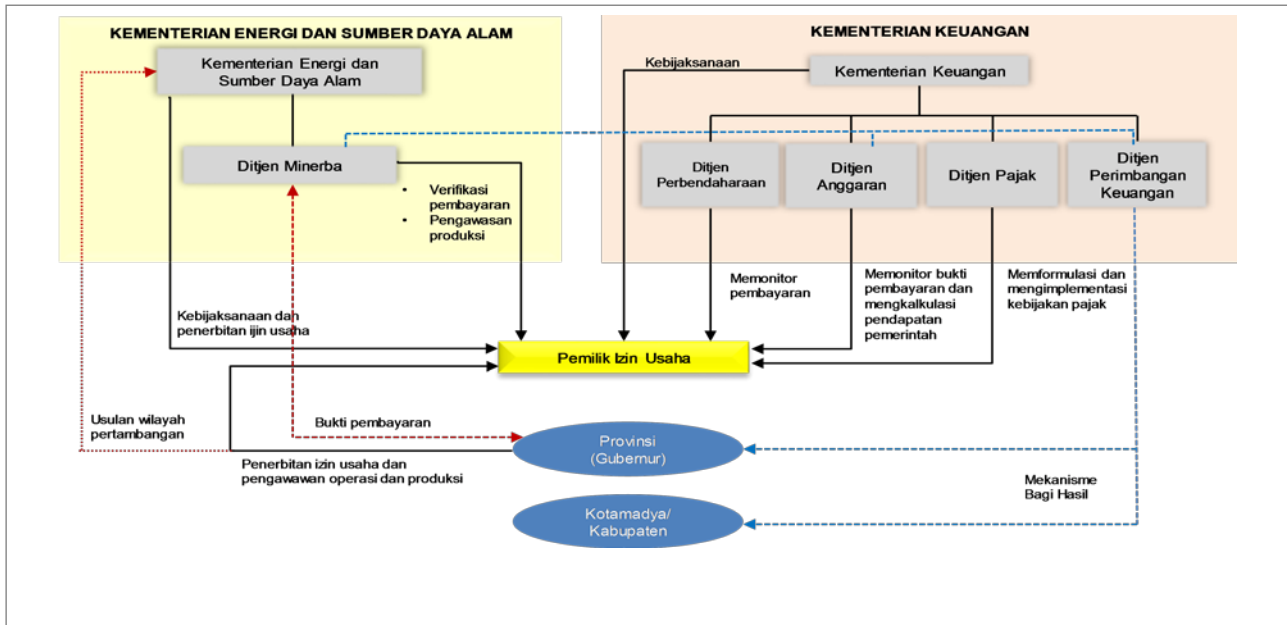 KEMENTERIAN ENERGI DAN SUMBER DAYA ALAM
Kementerian Energi dan
Sumber Daya Alam
Ditjen Minerba
• Verifikasi
pembayaran
• Pengawasan
produksi
Kebijaksanaan dan
penerbitan ijin usaha
KEMENTERIAN KEUANGAN
Kebijaksanaan
Kementerian Keuangan
Ditjen
Perbendaharaan
Ditjen
Anggaran
Ditjen Pajak
Ditjen
Perimbangan
Keuangan
Memonitor
pembayaran
Memonitor bukti
pembayaran dan
mengkalkulasi
pendapatan
pemerintah
Memformulasi dan
mengimplementasi
kebijakan pajak
Pemilik Izin Usaha
Usulan wilayah
pertambangan
Bukti pembayaran
Provinsi
(Gubernur)
Penerbitan izin usaha dan
pengawawan operasi dan produksi
Mekanisme
Bagi Hasil
Kotamadya/
Kabupaten